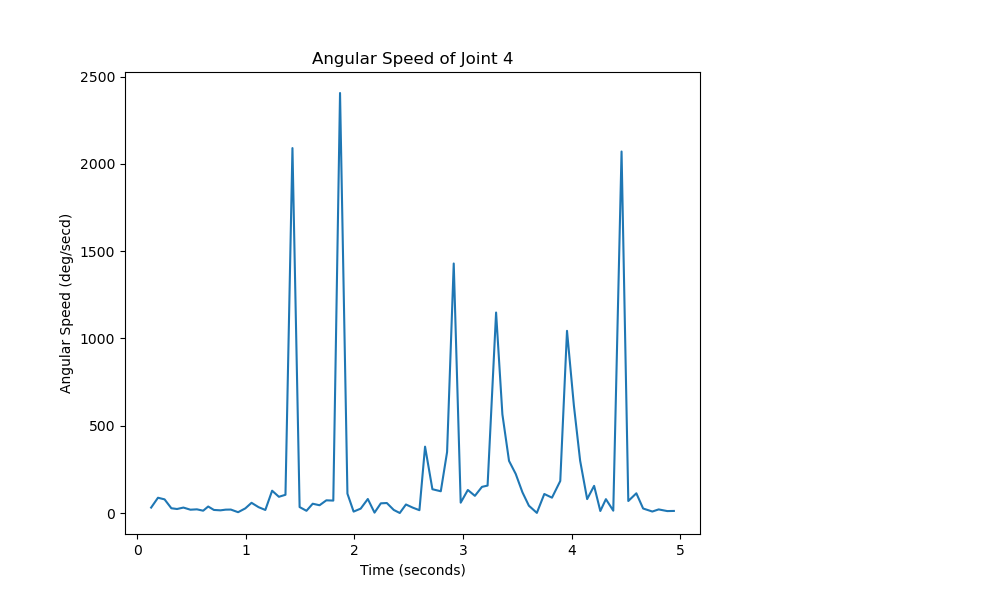 Angular Speed of Joint 4
2500
2000
1500
1000
500
0
Angular Speed (deg/secd)
0 1 2 3 4 5
Time (seconds)